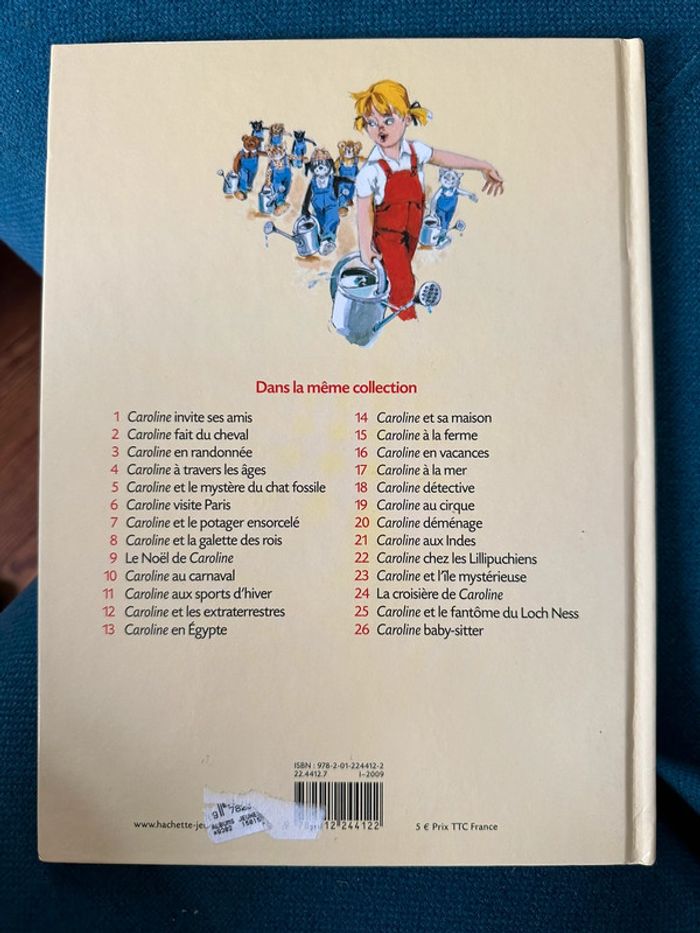 Dans la même collection
1 Caroline invite ses amis
2 Caroline fait du cheval
3 Caroline en randonnée
4 Caroline à travers les âges
5 Caroline et le mystère du chat fossile
6 Caroline visite Paris
7 Caroline et le potager ensorcelé
8 Caroline et la galette des rois
9 Le Noël de Caroline
10 Caroline au carnaval
11 Caroline aux sports d'hiver
12 Caroline et les extraterrestres
13 Caroline en Égypte
14 Caroline et sa maison
15 Caroline à la ferme
16 Caroline en vacances
17 Caroline à la mer
18 Caroline détective
19 Caroline au cirque
20 Caroline déménage
21 Caroline aux Indes
22 Caroline chez les Lillipuchiens
23 Caroline et l'île mystérieuse
24 La croisière de Caroline
25 Caroline et le fantôme du Loch Ness
26 Caroline baby-sitter
ISBN : 978-2-01-224412-2
22.4412.7 I-2009
www.hachette-jeu
ALBUMS JEUNE
12 244122
5 € Prix TTC France